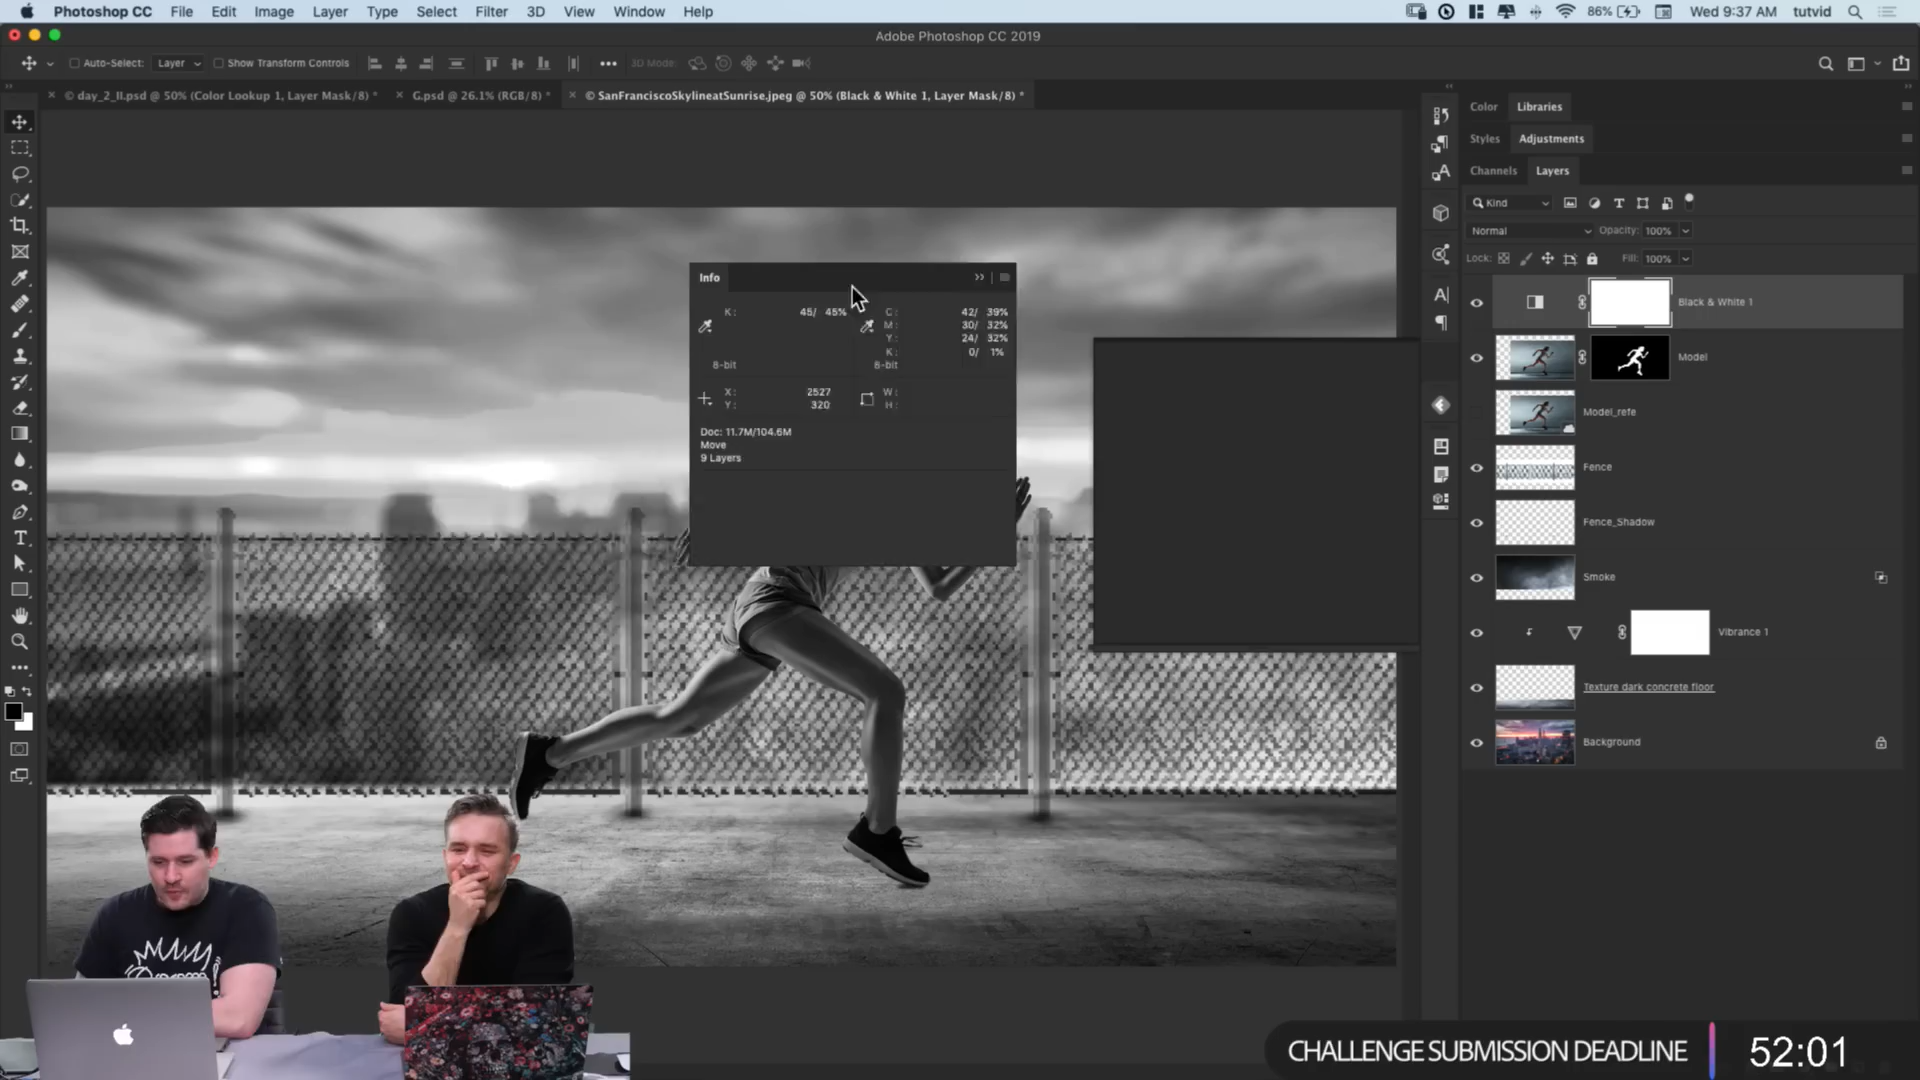 Photoshop CC File Edit Image Layer Type Select Filter 3D View Window Help 86% Wed 9:37 AM tutvid
Adobe Photoshop CC 2019
Auto-Select: Layer Show Transform Controls 3D Mode:
× © day_2_II.psd @ 50% (Color Lookup 1, Layer Mask/8) * × G.psd @ 26.1% (RGB/8) * × © SanFranciscoSkylineatSunrise.jpeg @ 50% (Black & White 1, Layer Mask/8) *
Color Libraries
Styles Adjustments
Channels Layers
Kind
Normal Opacity: 100%
Lock: Fill: 100%
Black & White 1
Model
Model_refe
Fence
Fence_Shadow
Smoke
Vibrance 1
Texture dark concrete floor
Background
Info
K: 45/ 45% C: 42/ 39%
M: 30/ 32%
Y: 24/ 32%
K: 0/ 1%
8-bit 8-bit
X: 2527 W:
Y: 320 H:
Doc: 11.7M/104.6M
Move
9 Layers
CHALLENGE SUBMISSION DEADLINE 52:01